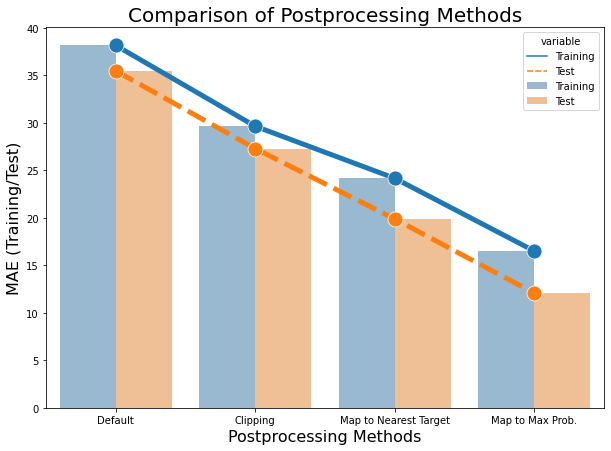 Comparison of Postprocessing Methods
variable
Training
Test
Training
Test
MAE (Training/Test)
40
35
30
25
20
15
10
5
0
Default
Clipping
Map to Nearest Target
Map to Max Prob.
Postprocessing Methods